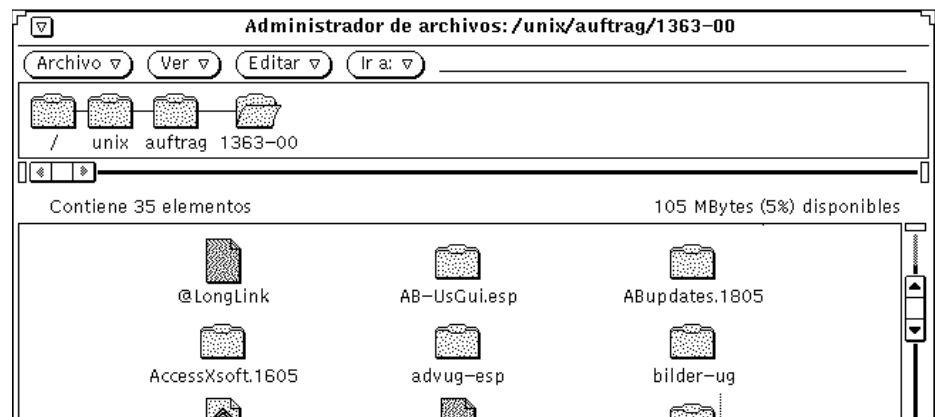 Administrador de archivos: /unix/auftrag/1363-00
Archivo Ver Editar Ir a:
/ unix auftrag 1363-00
Contiene 35 elementos 105 MBytes (5%) disponibles
@LongLink AB-UsGui.esp ABupdates.1805
AccessXsoft.1605 advug-esp bilder-ug